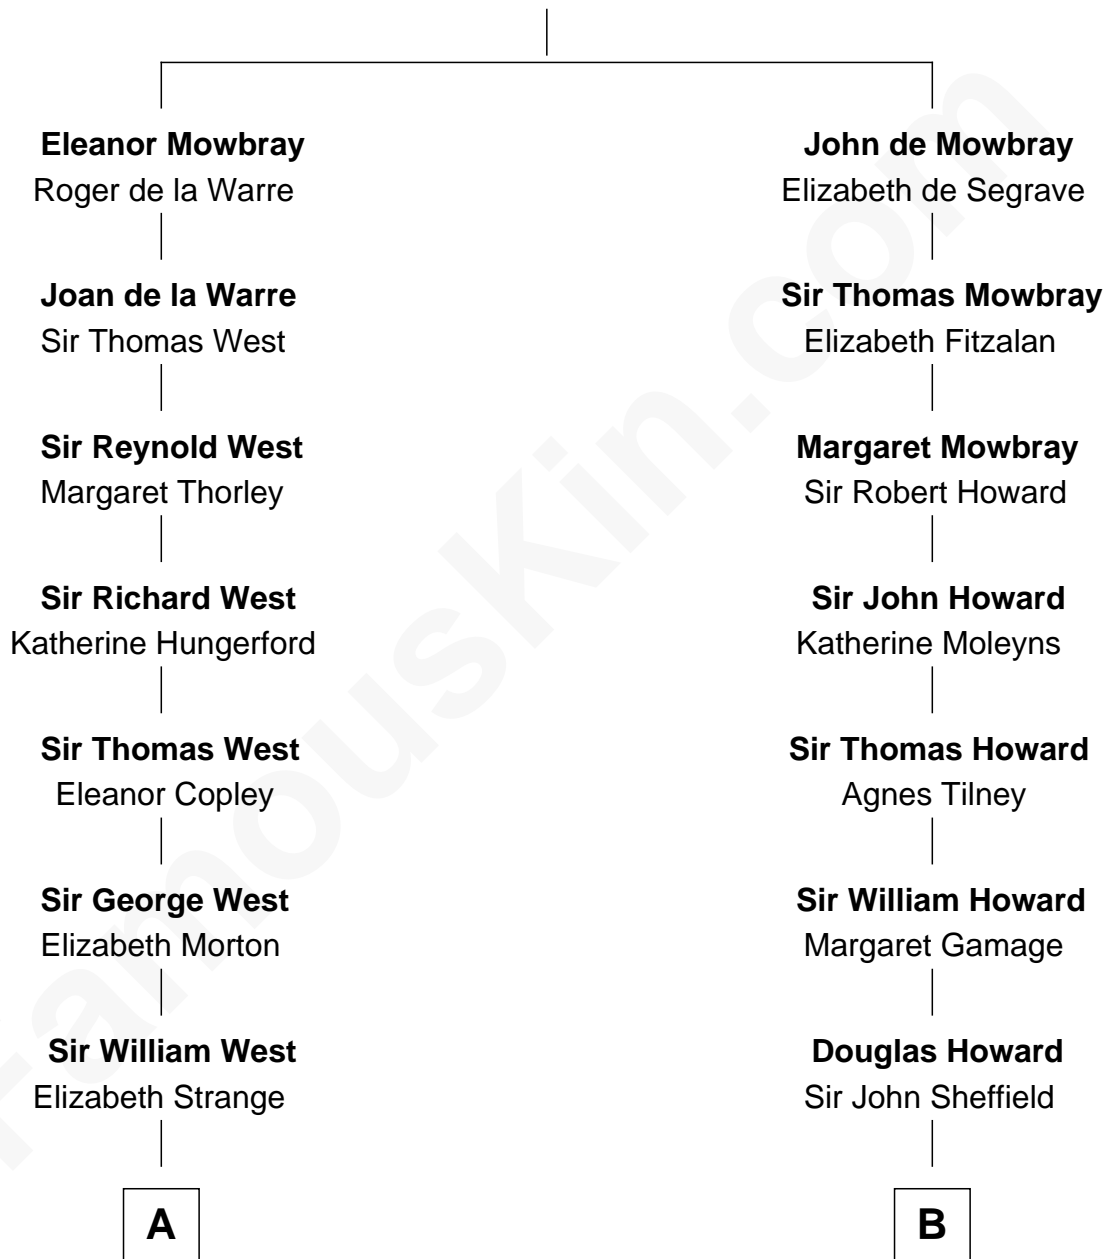 Eleanor Mowbray
Roger de la Warre
Joan de la Warre
Sir Thomas West
Sir Reynold West
Margaret Thorley
Sir Richard West
Katherine Hungerford
Sir Thomas West
Eleanor Copley
Sir George West
Elizabeth Morton
Sir William West
Elizabeth Strange
A
John de Mowbray
Elizabeth de Segrave
Sir Thomas Mowbray
Elizabeth Fitzalan
Margaret Mowbray
Sir Robert Howard
Sir John Howard
Katherine Moleyns
Sir Thomas Howard
Agnes Tilney
Sir William Howard
Margaret Gamage
Douglas Howard
Sir John Sheffield
B
FamousKin.com